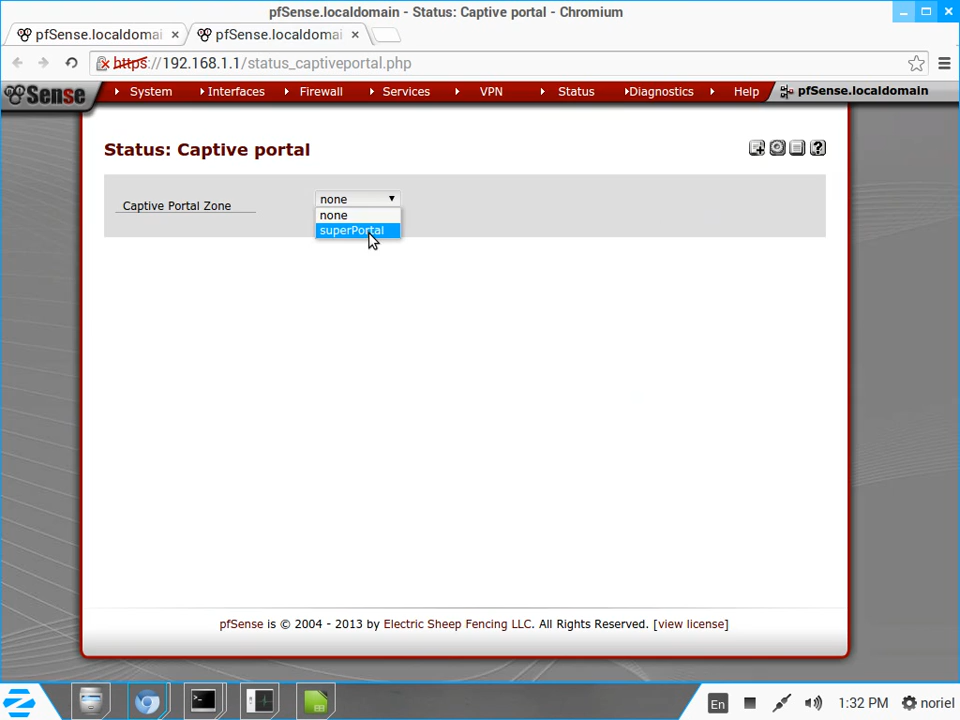 pfSense.localdomain - Status: Captive portal - Chromium
pfSense.localdomai
pfSense.localdomai
https://192.168.1.1/status_captiveportal.php
Sense
System
Interfaces
Firewall
Services
VPN
Status
Diagnostics
Help
pfSense.localdomain
Status: Captive portal
Captive Portal Zone
none
none
superPortal
pfSense is © 2004 - 2013 by Electric Sheep Fencing LLC. All Rights Reserved. [view license]
En
1:32 PM
noriel